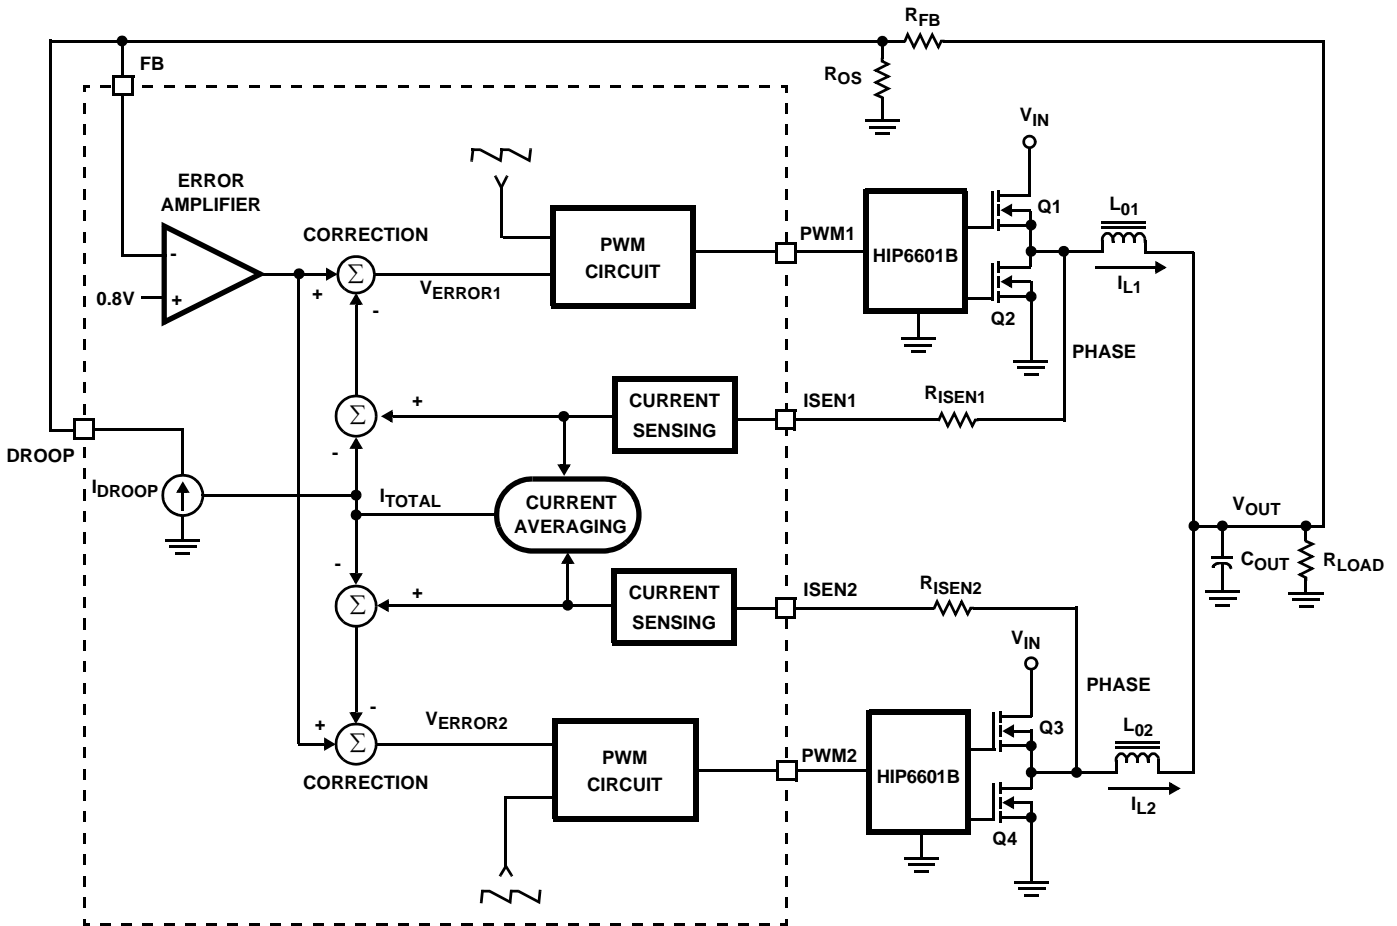 R_FB
FB
R_OS
V_IN
ERROR
AMPLIFIER
L_01
Q1
CORRECTION
PWM
CIRCUIT
PWM1
HIP6601B
-
Σ
V_ERROR1
I_L1
0.8V
+
+
-
Q2
PHASE
R_ISEN1
CURRENT
SENSING
ISEN1
+
Σ
-
DROOP
I_DROOP
I_TOTAL
CURRENT
AVERAGING
V_OUT
C_OUT
R_LOAD
-
+
Σ
CURRENT
SENSING
ISEN2
R_ISEN2
V_IN
PHASE
-
+
V_ERROR2
Q3
L_02
Σ
PWM
CIRCUIT
PWM2
HIP6601B
CORRECTION
I_L2
Q4